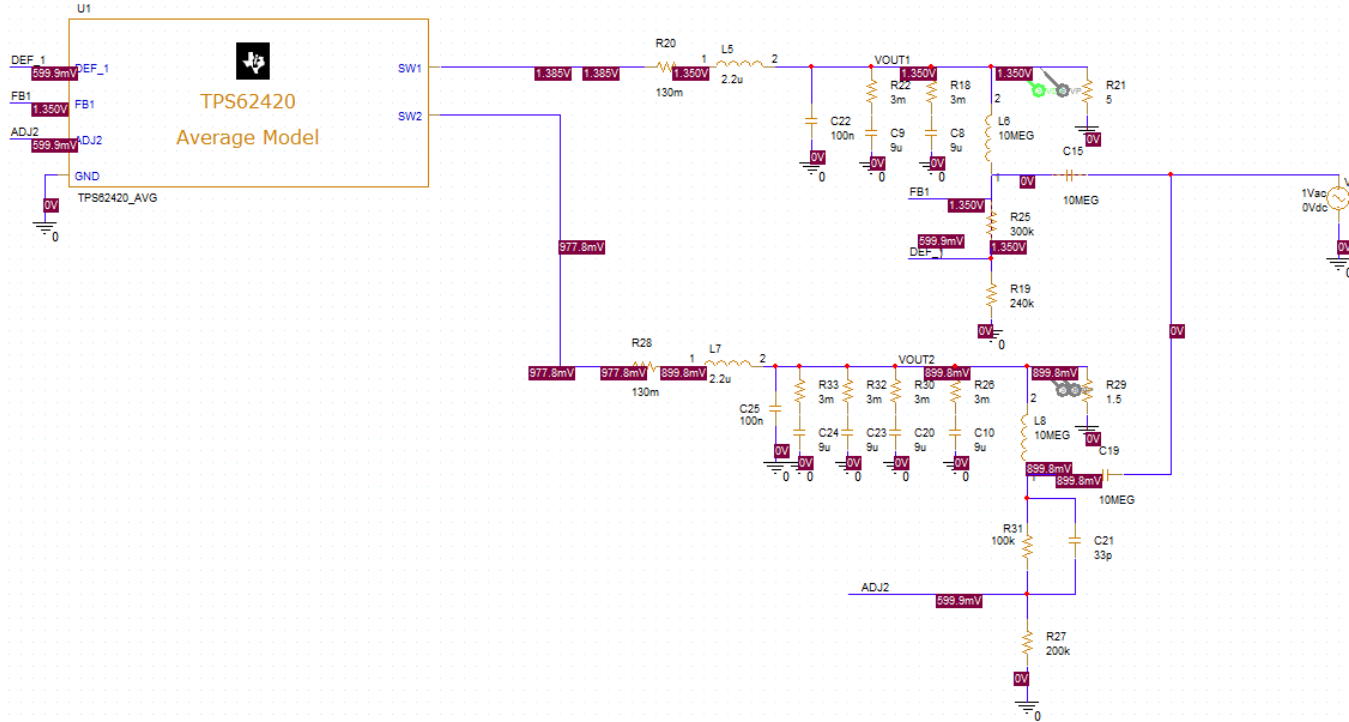 U1
DEF_1
599.9mV
DEF_1
FB1
1.350V
FB1
ADJ2
599.9mV
ADJ2
GND
0V
0
TPS62420
Average Model
SW1
SW2
TPS62420_AVG
1.385V
1.385V
R20
130m
1.350V
1
L5
2.2u
2
VOUT1
1.350V
1.350V
C22
100n
0V
0
R22
3m
C9
9u
0V
0
R18
3m
C8
9u
0V
0
2
L6
10MEG
1
R21
5
0V
0
0V
C15
10MEG
1Vac
0Vdc
0V
0
FB1
1.350V
R25
300k
599.9mV
1.350V
DEF_1
R19
240k
0V
0
0V
977.8mV
977.8mV
977.8mV
R28
130m
899.8mV
1
L7
2.2u
2
VOUT2
899.8mV
899.8mV
C25
100n
0V
0
R33
3m
C24
9u
0V
0
R32
3m
C23
9u
0V
0
R30
3m
C20
9u
0V
0
R26
3m
C10
9u
0V
0
2
L8
10MEG
R29
1.5
0V
0
899.8mV
1
899.8mV
C19
10MEG
R31
100k
C21
33p
ADJ2
599.9mV
R27
200k
0V
0